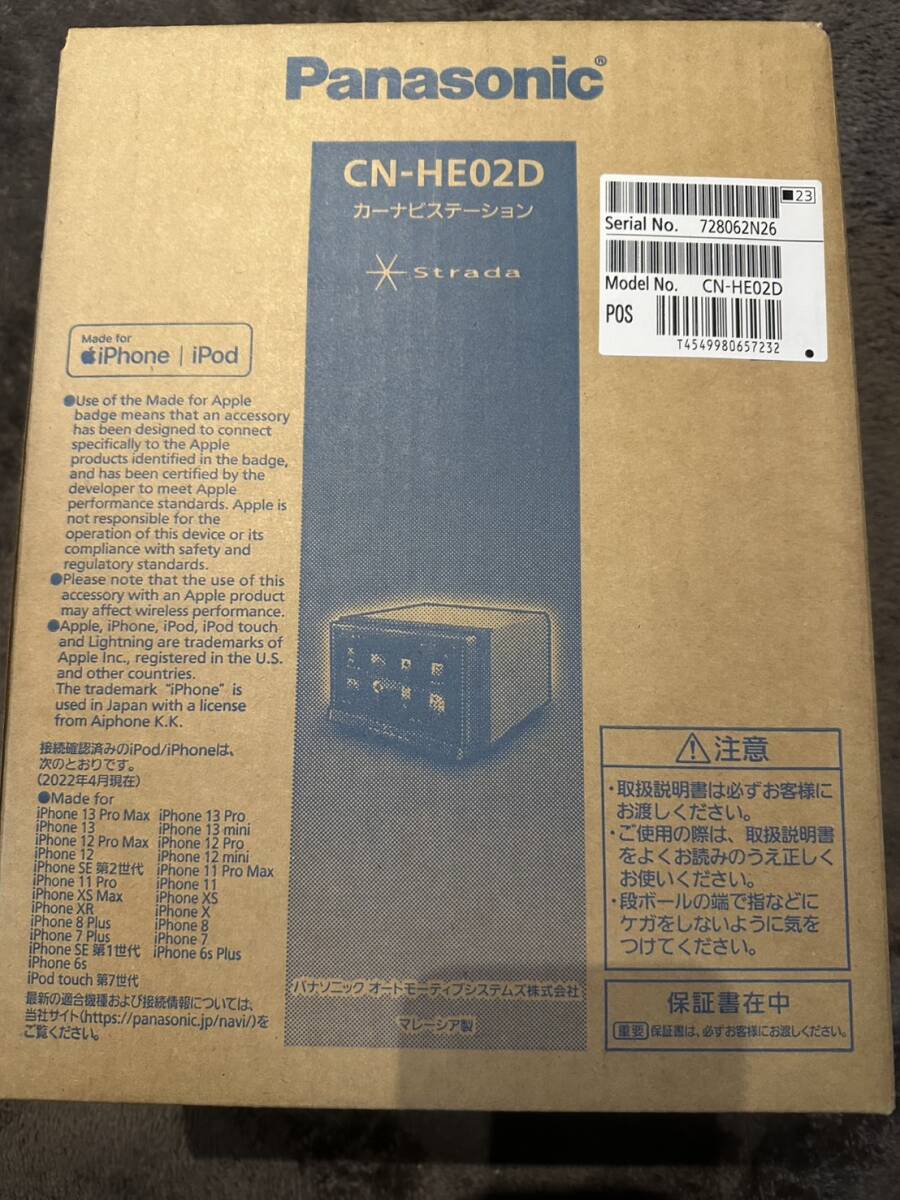 Panasonic®
CN-HE02D
カーナビステーション
Strada
23
Serial No. 728062N26
Model No. CN-HE02D
POS
T4549980657232
Made for
iPhone | iPod
●Use of the Made for Apple
badge means that an accessory
has been designed to connect
specifically to the Apple
products identified in the badge,
and has been certified by the
developer to meet Apple
performance standards. Apple is
not responsible for the
operation of this device or its
compliance with safety and
regulatory standards.
●Please note that the use of this
accessory with an Apple product
may affect wireless performance.
●Apple, iPhone, iPod, iPod touch
and Lightning are trademarks of
Apple Inc., registered in the U.S.
and other countries.
The trademark "iPhone" is
used in Japan with a license
from Aiphone K.K.
接続確認済みのiPod/iPhoneは、
次のとおりです。
(2022年4月現在)
●Made for
iPhone 13 Pro Max iPhone 13 Pro
iPhone 13 iPhone 13 mini
iPhone 12 Pro Max iPhone 12 Pro
iPhone 12 iPhone 12 mini
iPhone SE 第2世代 iPhone 11 Pro Max
iPhone 11 Pro iPhone 11
iPhone XS Max iPhone XS
iPhone XR iPhone X
iPhone 8 Plus iPhone 8
iPhone 7 Plus iPhone 7
iPhone SE 第1世代 iPhone 6s Plus
iPhone 6s
iPod touch 第7世代
最新の適合機種および接続情報については、
当社サイト(https://panasonic.jp/navi/)を
ご覧ください。
パナソニック オートモーティブシステムズ株式会社
マレーシア製
注意
・取扱説明書は必ずお客様に
お渡しください。
・ご使用の際は、取扱説明書
をよくお読みのうえ正しく
お使いください。
・段ボールの端で指などに
ケガをしないように気を
つけてください。
保証書在中
重要 保証書は、必ずお客様にお渡しください。